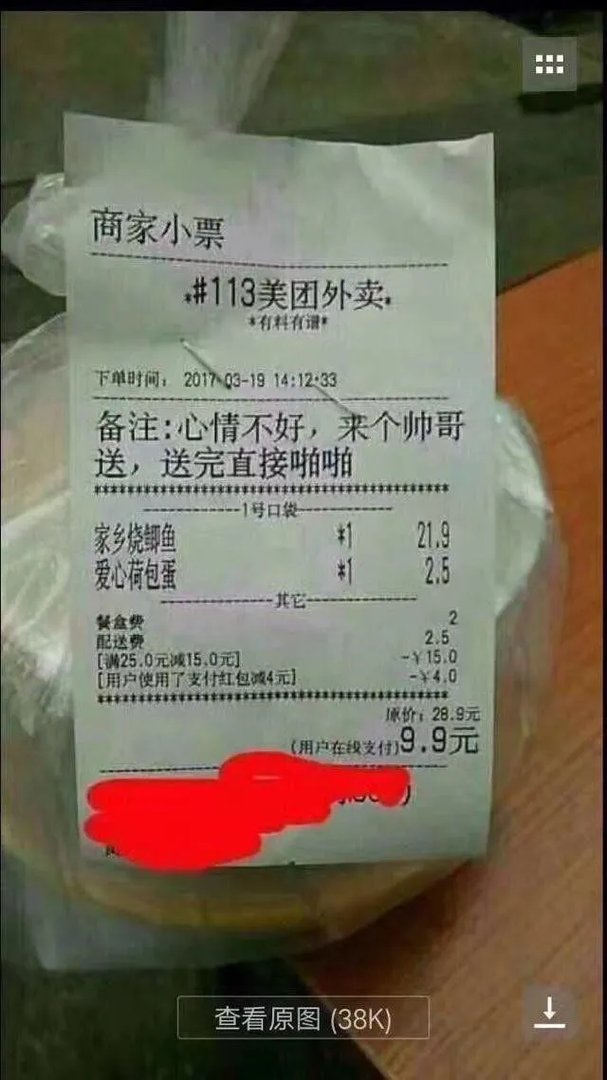 商家小票
*#113美团外卖*
*有料有谱*
下单时间: 2017-03-19 14:12:33
备注:心情不好，来个帅哥
送，送完直接啪啪
1号口袋
家乡烧鲫鱼 *1 21.9
爱心荷包蛋 *1 2.5
其它
餐盒费 2
配送费 2.5
[满25.0元减15.0元] -￥15.0
[用户使用了支付红包减4元] -￥4.0
原价: 28.9元
(用户在线支付)9.9元
查看原图 (38K)